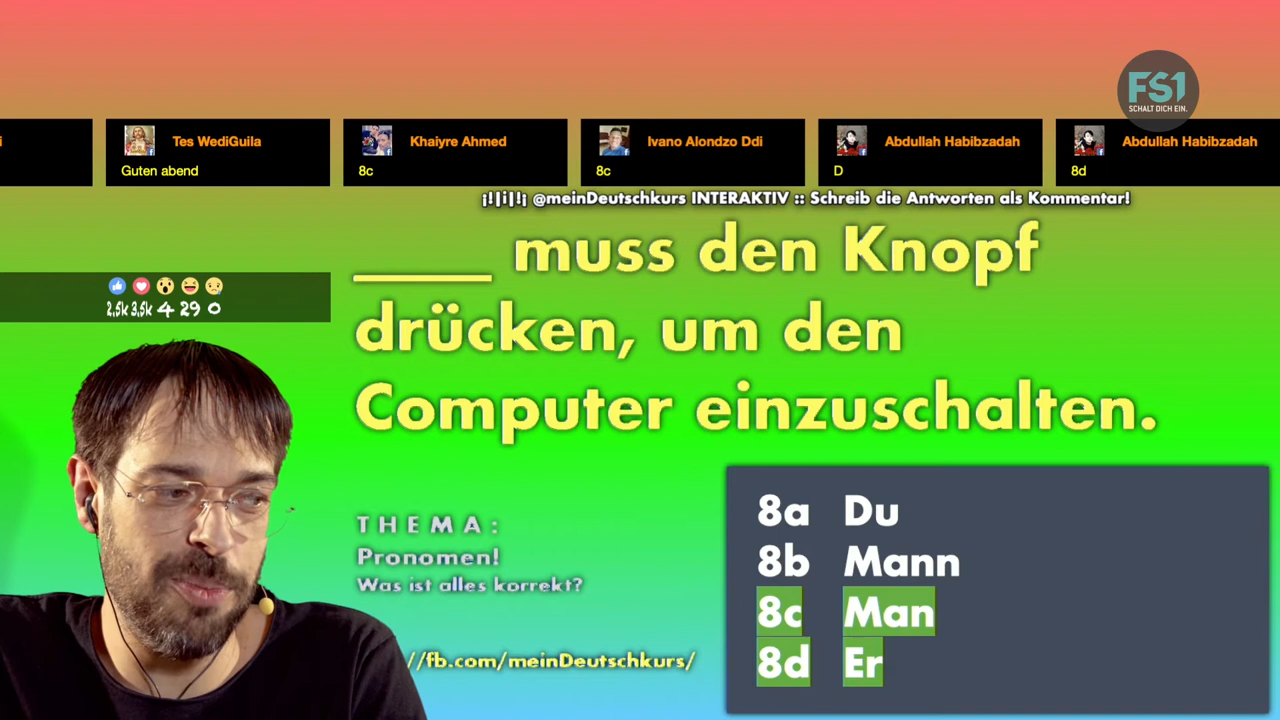 FS1
SCHALT DICH EIN.
i
Tes WediGuila
Guten abend
Khaiyre Ahmed
8c
Ivano Alondzo Ddi
8c
Abdullah Habibzadah
D
Abdullah Habibzadah
8d
¡!|i|!¡ @meinDeutschkurs INTERAKTIV :: Schreib die Antworten als Kommentar!
____ muss den Knopf
drücken, um den
Computer einzuschalten.
2,5k 3,5k 4 29 0
THEMA:
Pronomen!
Was ist alles korrekt?
//fb.com/meinDeutschkurs/
8a Du
8b Mann
8c Man
8d Er